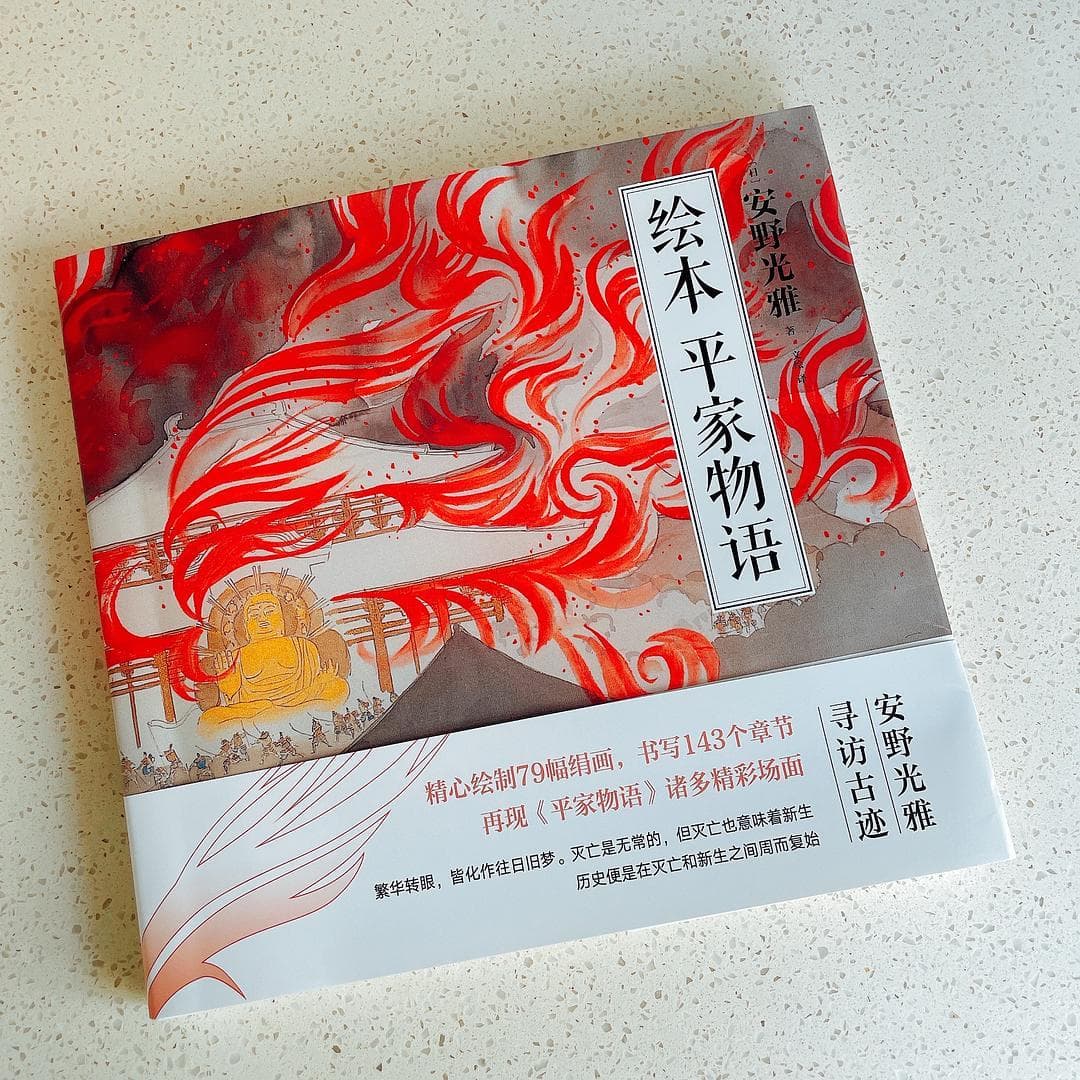 绘本 平家物语
[日]
安野光雅 著
精心绘制79幅绢画，书写143个章节
再现《平家物语》诸多精彩场面
繁华转眼，皆化作往日旧梦。灭亡是无常的，但灭亡也意味着新生
历史便是在灭亡和新生之间周而复始
安野光雅
寻访古迹